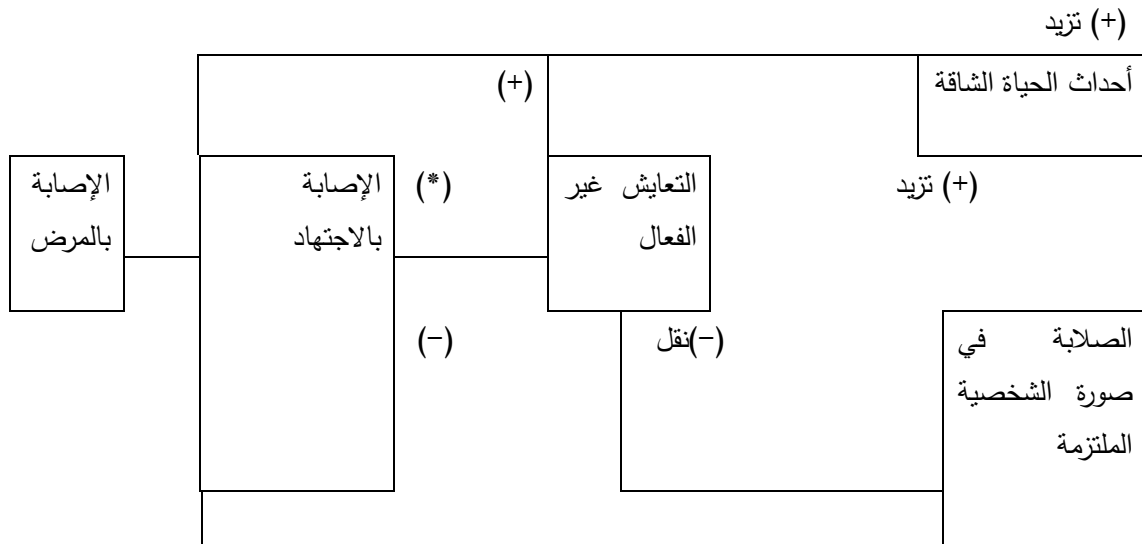 (+) تزيد
أحداث الحياة الشاقة
(+)
(+) تزيد
التعايش غير
الفعال
(*)
الإصابة
بالاجتهاد
الإصابة
بالمرض
الصلابة في
صورة الشخصية
الملتزمة
(-)نقل
(-)